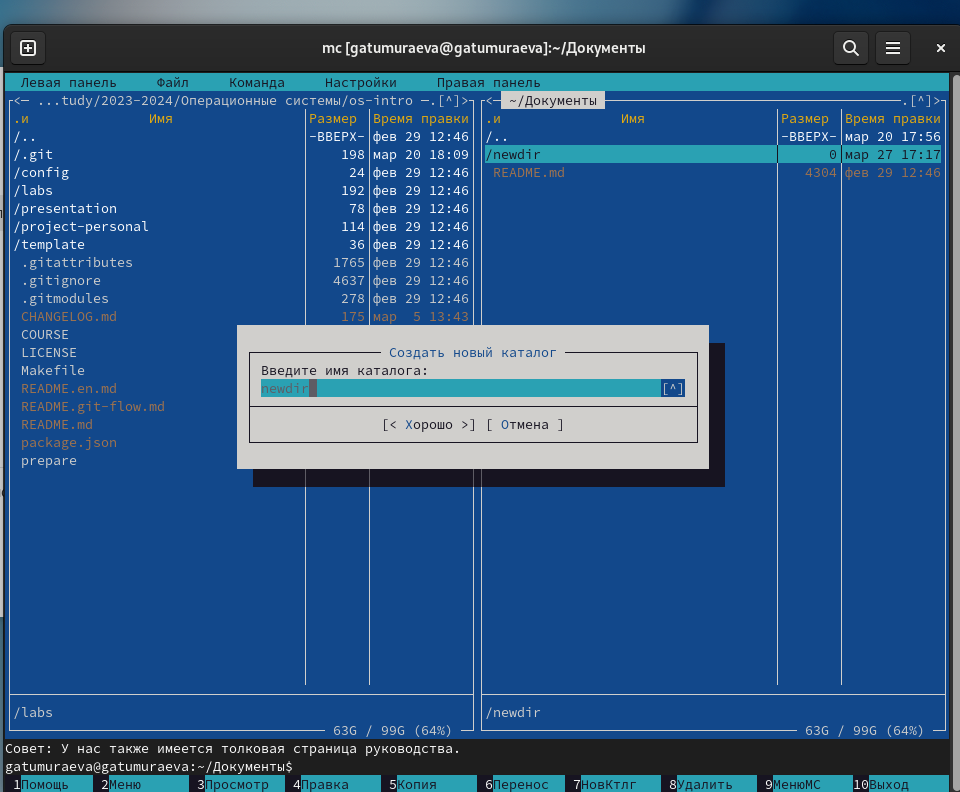 mc [gatumuraeva@gatumuraeva]:~/Документы
Левая панель Файл Команда Настройки Правая панель
<─ ...tudy/2023-2024/Операционные системы/os-intro ─.[^]>
.и Имя Размер Время правки
/.. -ВВЕРХ- фев 29 12:46
/.git 198 мар 20 18:09
/config 24 фев 29 12:46
/labs 192 фев 29 12:46
/presentation 78 фев 29 12:46
/project-personal 114 фев 29 12:46
/template 36 фев 29 12:46
.gitattributes 1765 фев 29 12:46
.gitignore 4637 фев 29 12:46
.gitmodules 278 фев 29 12:46
CHANGELOG.md 175 мар 5 13:43
COURSE
LICENSE
Makefile
README.en.md
README.git-flow.md
README.md
package.json
prepare
/labs
63G / 99G (64%)
<─ ~/Документы .[^]>
.и Имя Размер Время правки
/.. -ВВЕРХ- мар 20 17:56
/newdir 0 мар 27 17:17
README.md 4304 фев 29 12:46
/newdir
63G / 99G (64%)
Создать новый каталог
Введите имя каталога:
newdir [^]
[< Хорошо >] [ Отмена ]
Совет: У нас также имеется толковая страница руководства.
gatumuraeva@gatumuraeva:~/Документы$
1Помощь 2Меню 3Просмотр 4Правка 5Копия 6Перенос 7НовКтлг 8Удалить 9МенюМС 10Выход